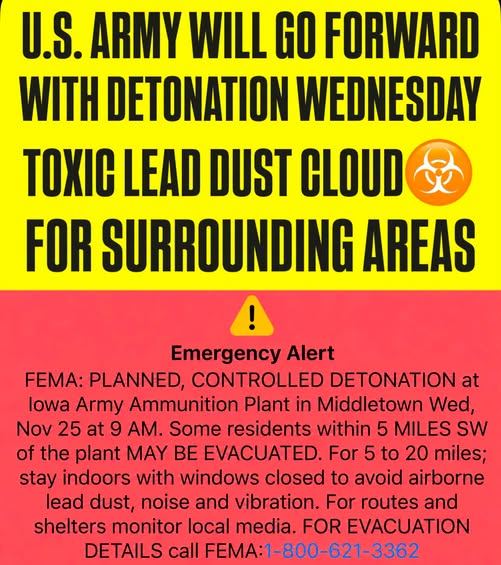 U.S. ARMY WILL GO FORWARD
WITH DETONATION WEDNESDAY
TOXIC LEAD DUST CLOUD
FOR SURROUNDING AREAS
Emergency Alert
FEMA: PLANNED, CONTROLLED DETONATION at
Iowa Army Ammunition Plant in Middletown Wed,
Nov 25 at 9 AM. Some residents within 5 MILES SW
of the plant MAY BE EVACUATED. For 5 to 20 miles;
stay indoors with windows closed to avoid airborne
lead dust, noise and vibration. For routes and
shelters monitor local media. FOR EVACUATION
DETAILS call FEMA:1-800-621-3362